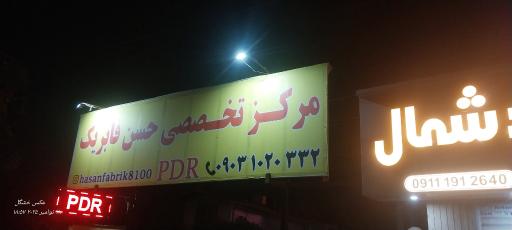 مرکز تخصصی حسن فابریک
hasanfabrik8100 PDR ۰۹۰۳۱۰۲۰۳۳۲
PDR
شمال
0911 191 2640